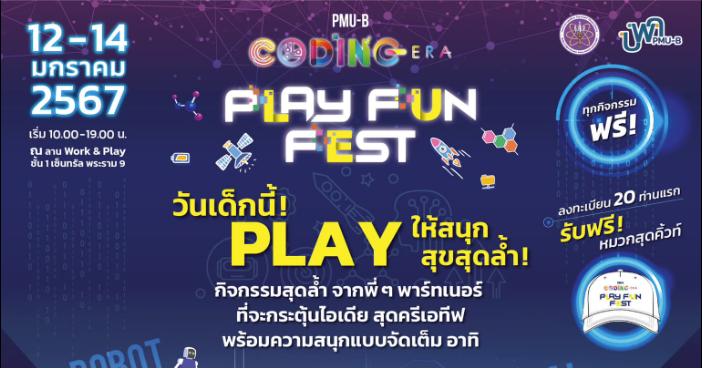 12-14
มกราคม
2567
เริ่ม 10.00-19.00 น.
ณ ลาน Work & Play
ชั้น 1 เซ็นทรัล พระราม 9
PMU-B
CODING ERA
PLAY FUN
FEST
บพค
PMU-B
ทุกกิจกรรม
ฟรี!
ลงทะเบียน 20 ท่านแรก
รับฟรี!
หมวกสุดคิ้วท์
CODING ERA
PLAY FUN
FEST
วันเด็กนี้!
PLAY ให้สนุก
สุขสุดล้ำ!
กิจกรรมสุดล้ำ จากพี่ ๆ พาร์ทเนอร์
ที่จะกระตุ้นไอเดีย สุดครีเอทีฟ
พร้อมความสนุกแบบจัดเต็ม อาทิ
ROBOT